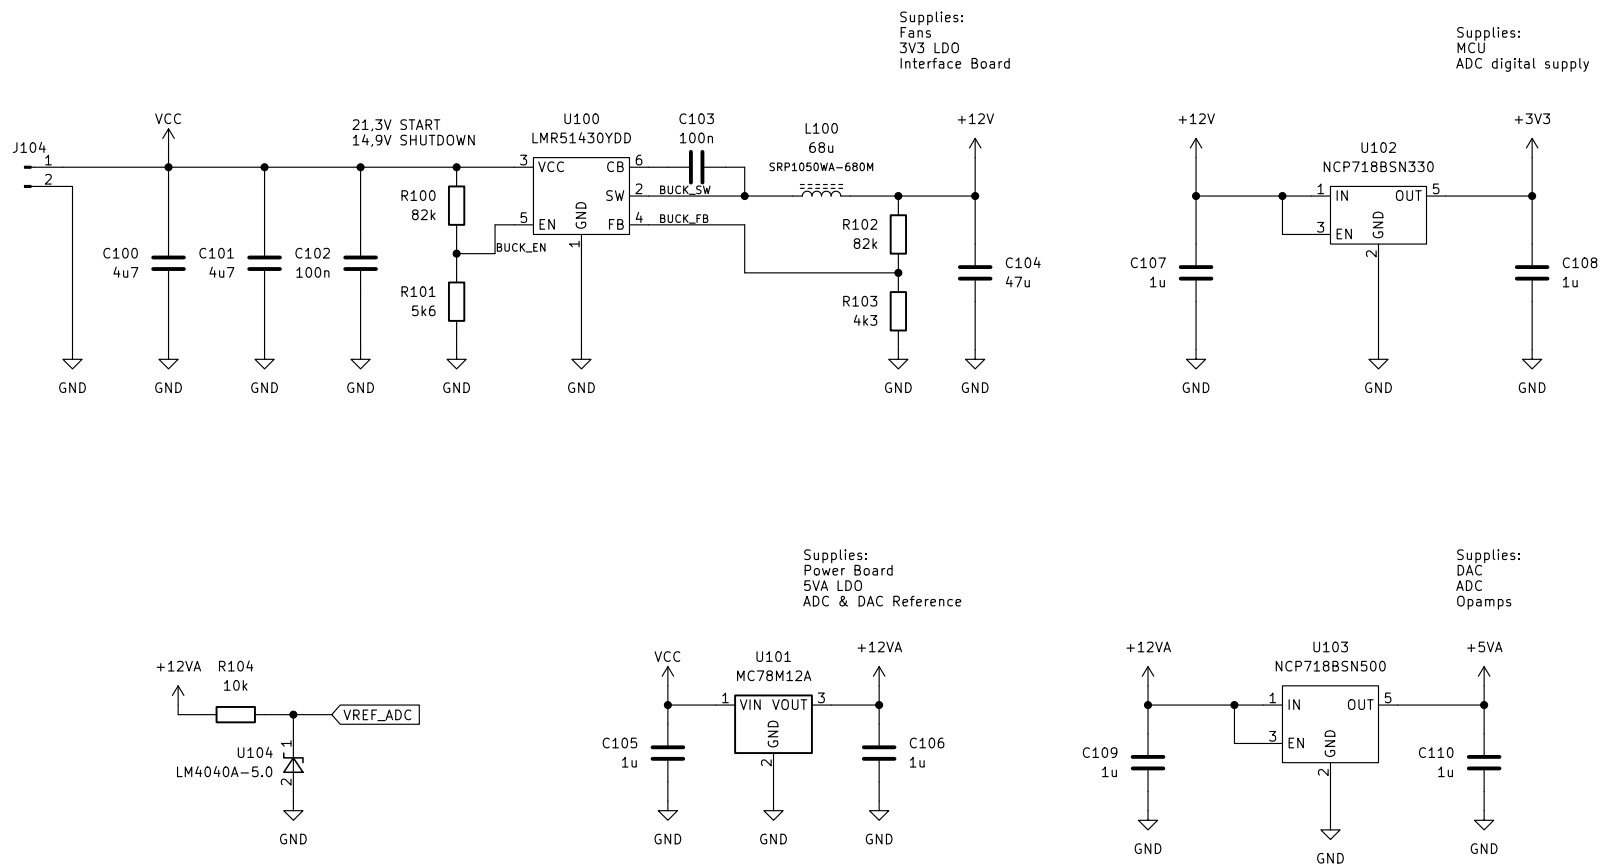 Supplies:
Fans
3V3 LDO
Interface Board
Supplies:
MCU
ADC digital supply
J104
1
2
VCC
21,3V START
14,9V SHUTDOWN
U100
LMR51430YDD
3 VCC
5 EN
GND
1
CB 6
SW 2
FB 4
C103
100n
BUCK_SW
BUCK_FB
BUCK_EN
L100
68u
SRP1050WA-680M
+12V
R100
82k
R101
5k6
R102
82k
R103
4k3
C100
4u7
C101
4u7
C102
100n
C104
47u
GND
GND
GND
GND
GND
GND
GND
GND
+12V
U102
NCP718BSN330
1 IN
3 EN
GND
2
OUT 5
+3V3
C107
1u
C108
1u
GND
GND
GND
Supplies:
Power Board
5VA LDO
ADC & DAC Reference
Supplies:
DAC
ADC
Opamps
+12VA
R104
10k
VREF_ADC
U104
LM4040A-5.0
1
2
GND
VCC
U101
MC78M12A
1 VIN
VOUT 3
GND
2
+12VA
C105
1u
C106
1u
GND
GND
GND
+12VA
U103
NCP718BSN500
1 IN
3 EN
GND
2
OUT 5
+5VA
C109
1u
C110
1u
GND
GND
GND